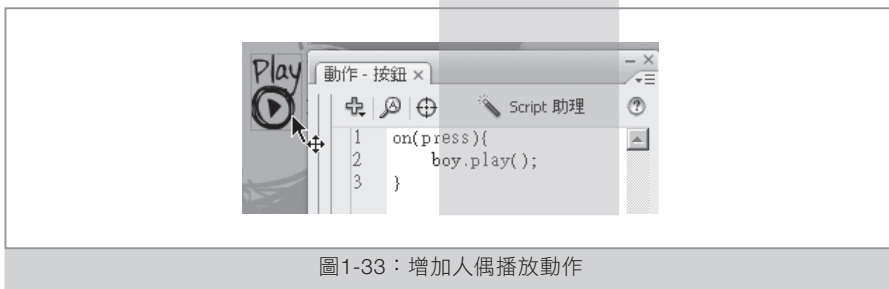 Play
動作 - 按鈕 ×
Script 助理
1 on(press){
2 boy.play();
3 }
圖1-33：增加人偶播放動作